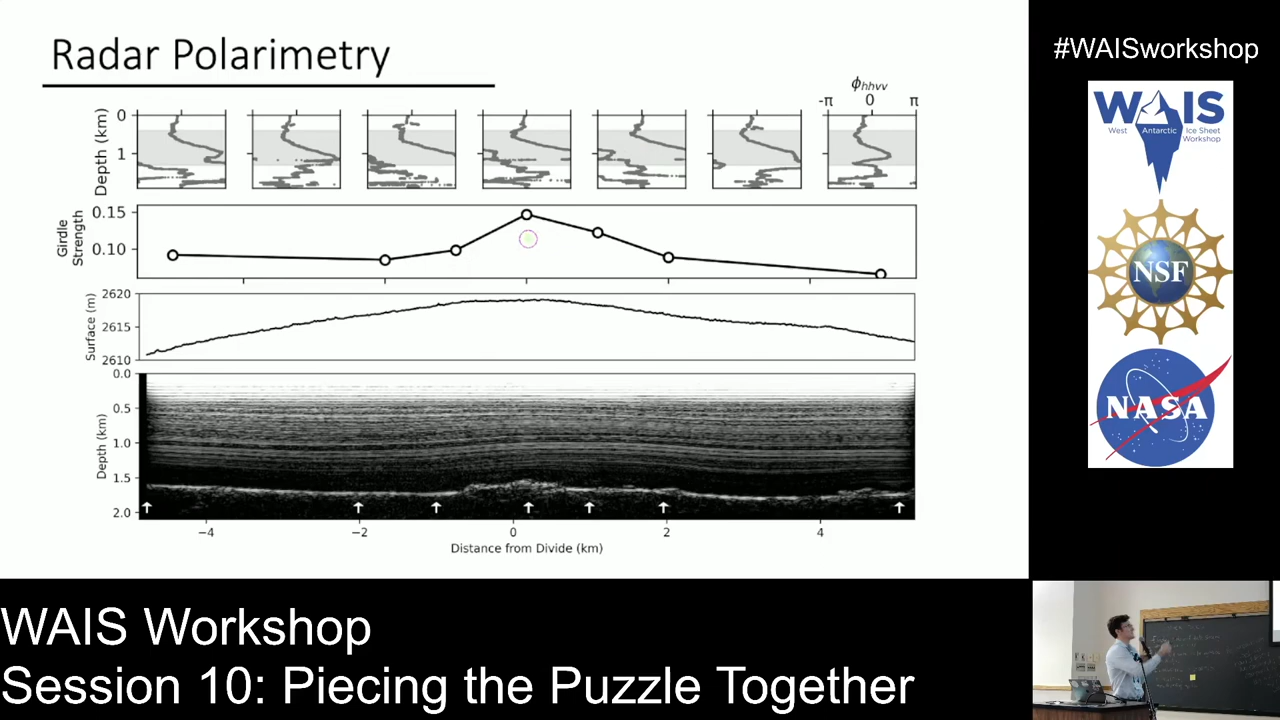 Radar Polarimetry
#WAISworkshop
ϕhhvv
-π 0 π
Depth (km)
0
1
Girdle
Strength
0.15
0.10
Surface (m)
2620
2615
2610
Depth (km)
0.0
0.5
1.0
1.5
2.0
−4 −2 0 2 4
Distance from Divide (km)
WAIS
West Antarctic Ice Sheet
Workshop
NSF
NASA
WAIS Workshop
Session 10: Piecing the Puzzle Together